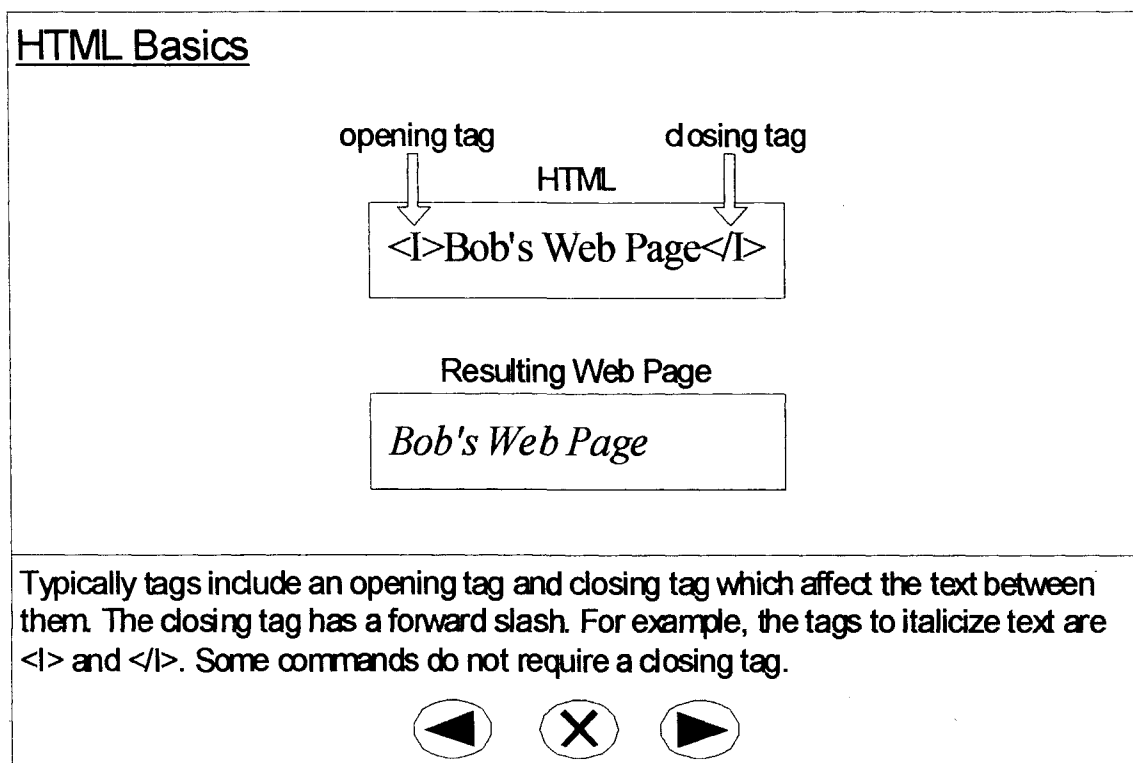 HTML Basics
opening tag closing tag
HTML
<I>Bob's Web Page</I>
Resulting Web Page
Bob's Web Page
Typically tags include an opening tag and closing tag which affect the text between
them. The closing tag has a forward slash. For example, the tags to italicize text are
<I> and </I>. Some commands do not require a closing tag.